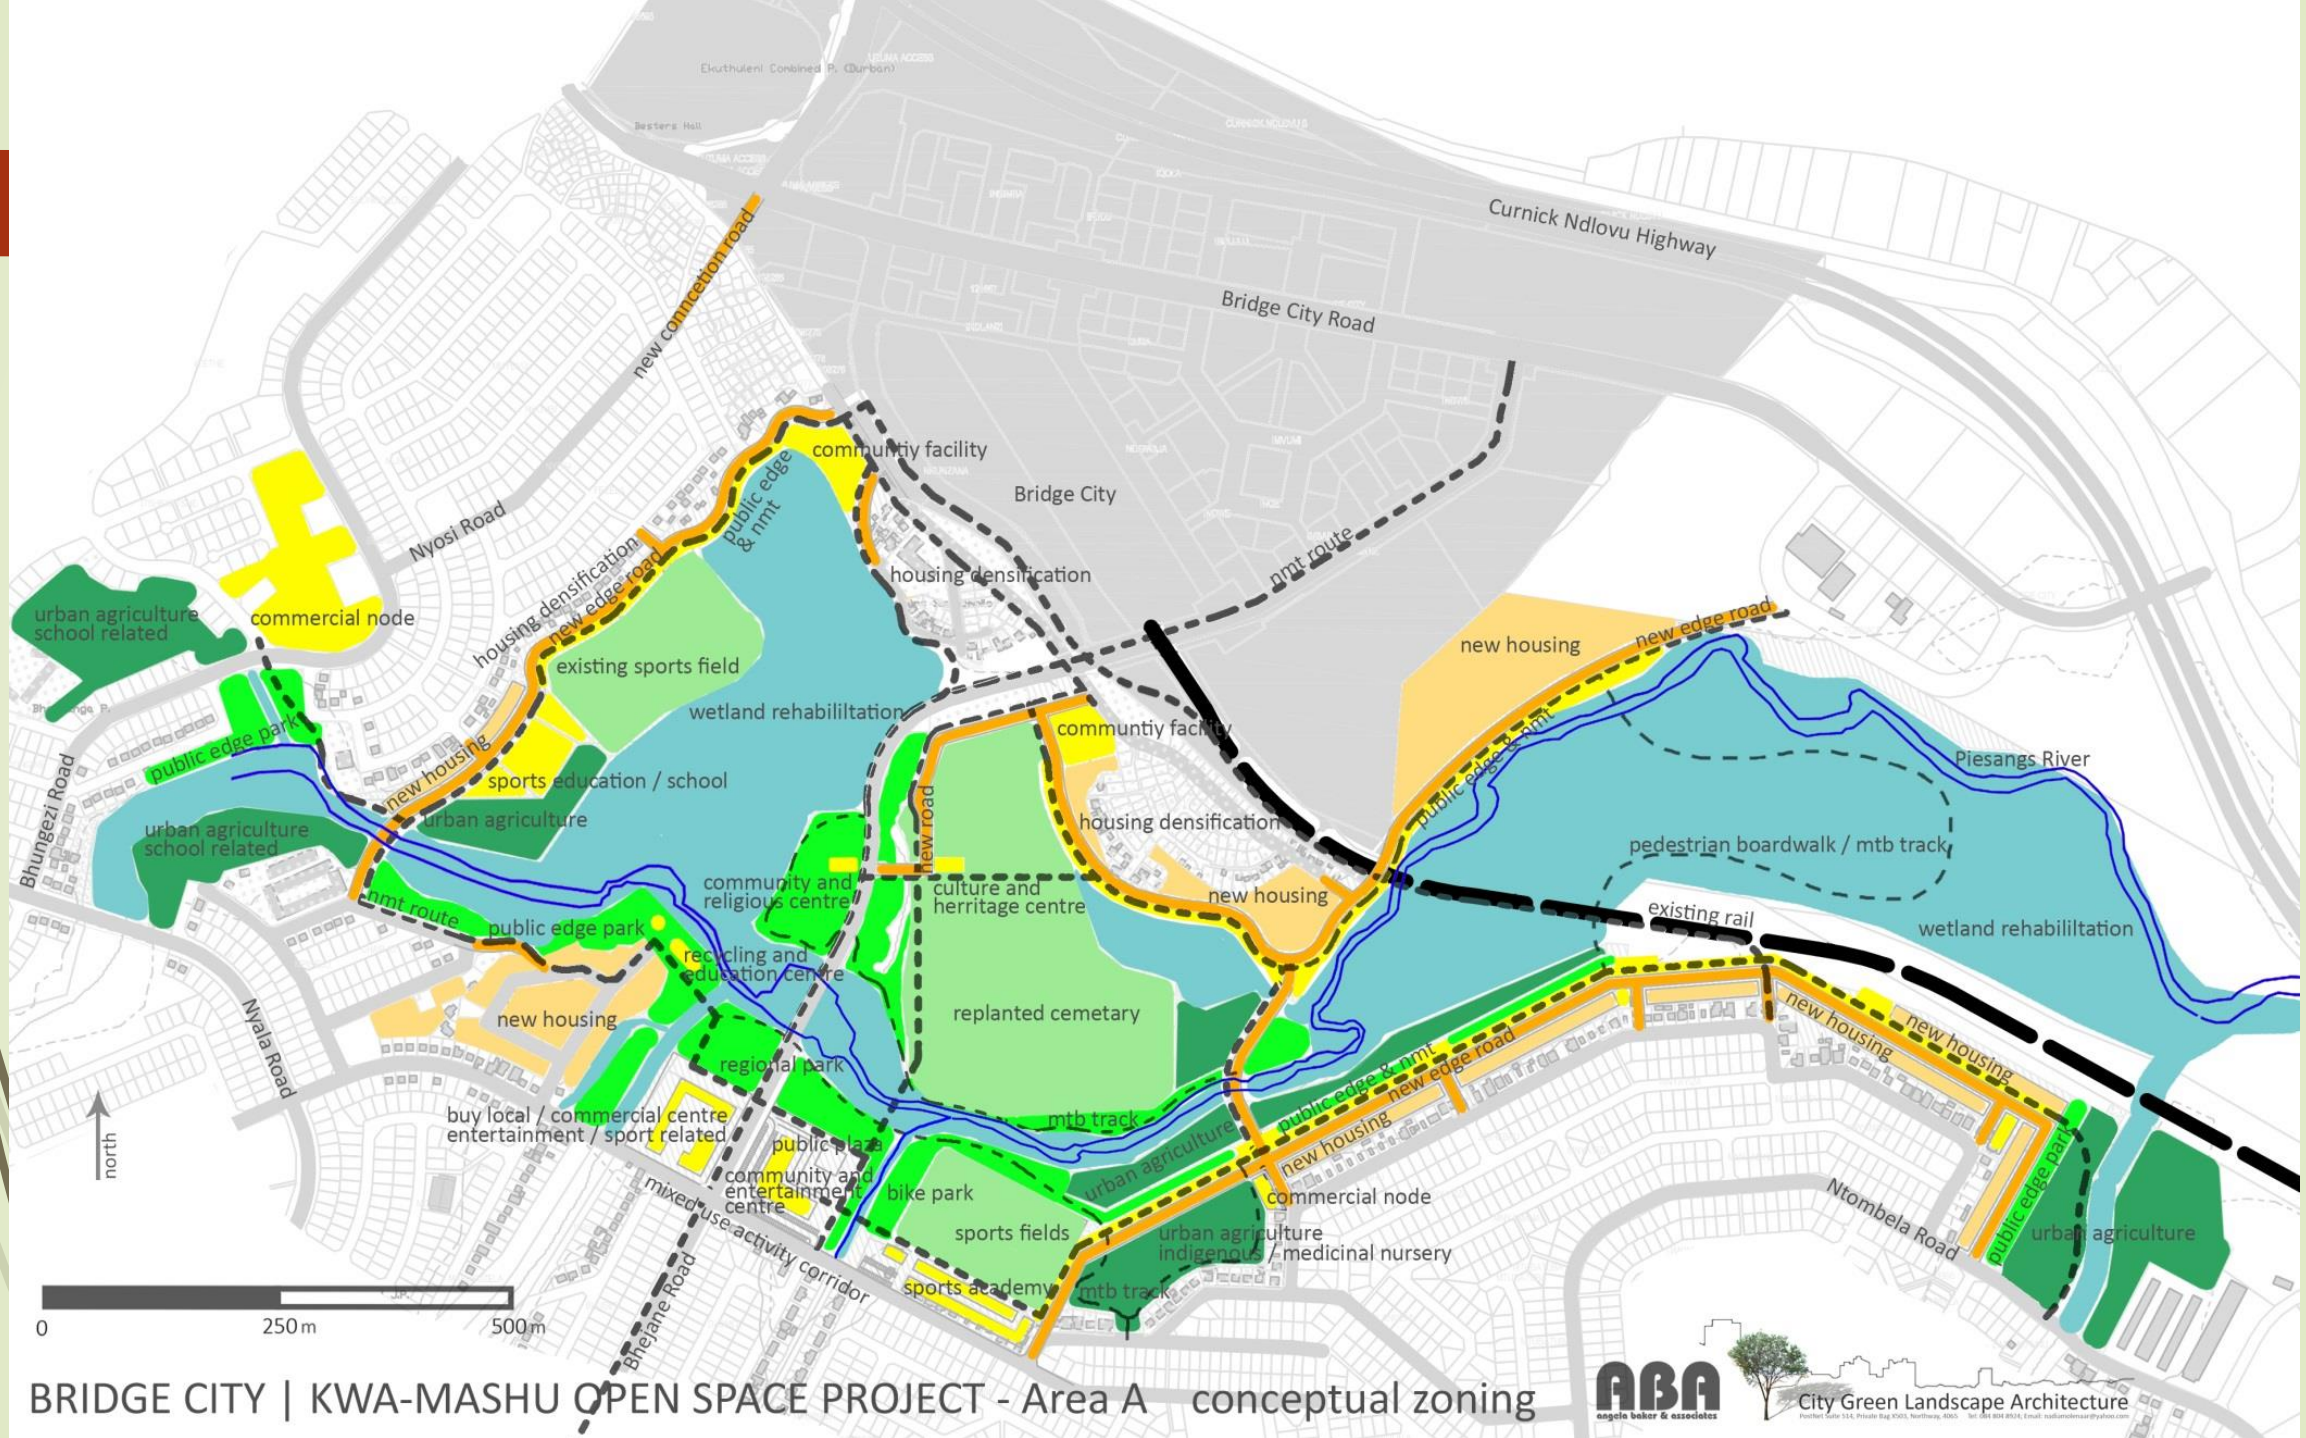 Ekuthuleni Combined P. (Durban)
Besters Hall
Curnick Ndlovu Highway
Bridge City Road
new conncetion road
communtiy facility
public edge
& nmt
Bridge City
Nyosi Road
nmt route
housing densification
housing densification
new edge road
urban agriculture
school related
commercial node
new housing
new edge road
existing sports field
wetland rehabililtation
communtiy facility
public edge park
public edge & nmt
Piesangs River
new housing
sports education / school
Bhungezi Road
urban agriculture
urban agriculture
school related
new road
housing densification
pedestrian boardwalk / mtb track
community and
religious centre
culture and
herritage centre
new housing
nmt route
public edge park
existing rail
wetland rehabililtation
recycling and
education centre
new housing
replanted cemetary
Nyala Road
new housing
new housing
regional park
public edge & nmt
new edge road
buy local / commercial centre
entertainment / sport related
mtb track
north
public plaza
urban agriculture
new housing
public edge park
community and
entertainment
centre
bike park
commercial node
mixed use activity corridor
sports fields
urban agriculture
indigenous / medicinal nursery
Ntombela Road
urban agriculture
sports academy
mtb track
Bhejane Road
0
250 m
500 m
BRIDGE CITY | KWA-MASHU OPEN SPACE PROJECT - Area A conceptual zoning
ABA
angela baker & associates
City Green Landscape Architecture